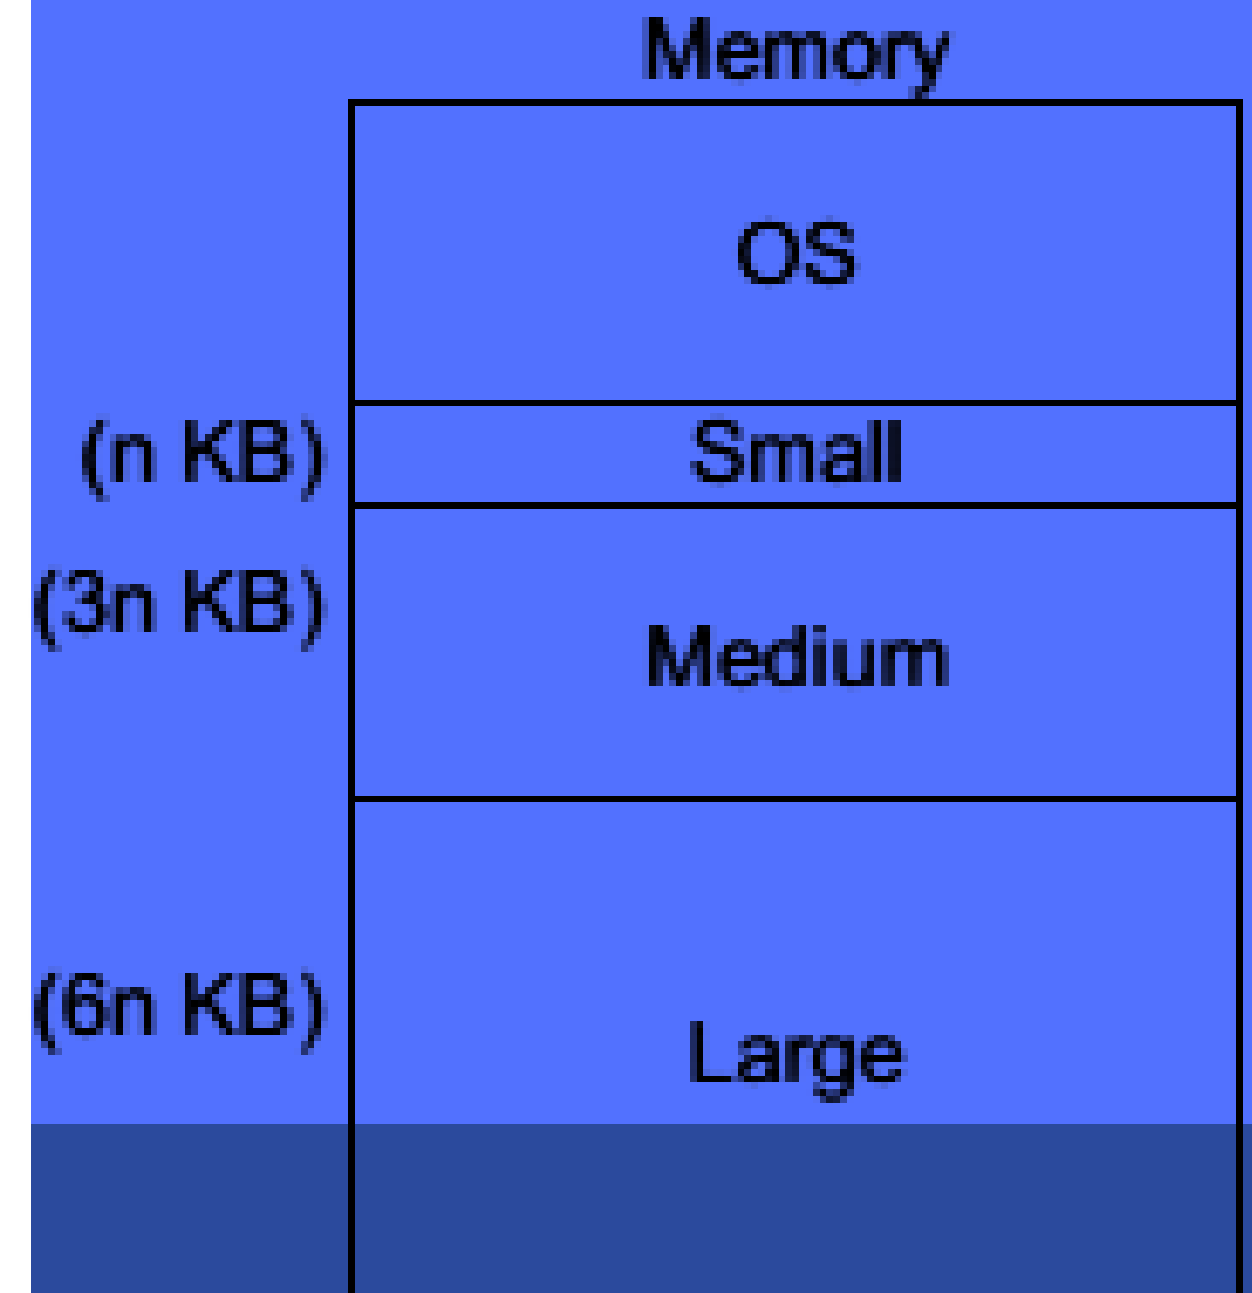 Memory
OS
(n KB) Small
(3n KB)
Medium
(6n KB)
Large